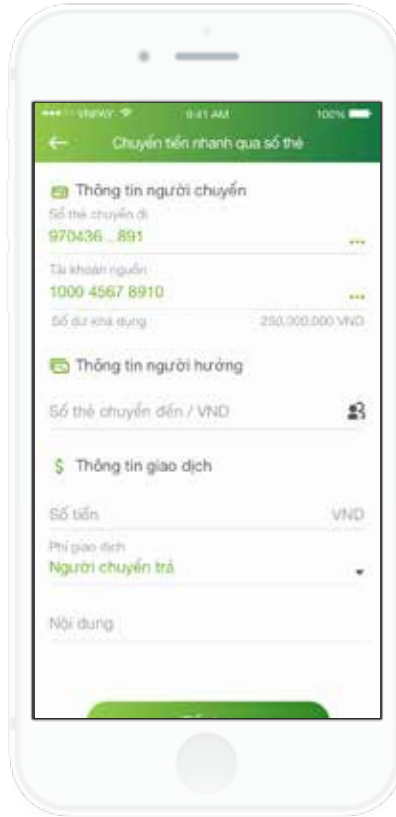 9:41 AM 100%
Chuyển tiền nhanh qua số thẻ
Thông tin người chuyển
Số thẻ chuyển đi
970436...891
Tài khoản nguồn
1000 4567 8910
Số dư khả dụng 250,000,000 VND
Thông tin người hưởng
Số thẻ chuyển đến / VND
$ Thông tin giao dịch
Số tiền VND
Phí giao dịch
Người chuyển trả
Nội dung